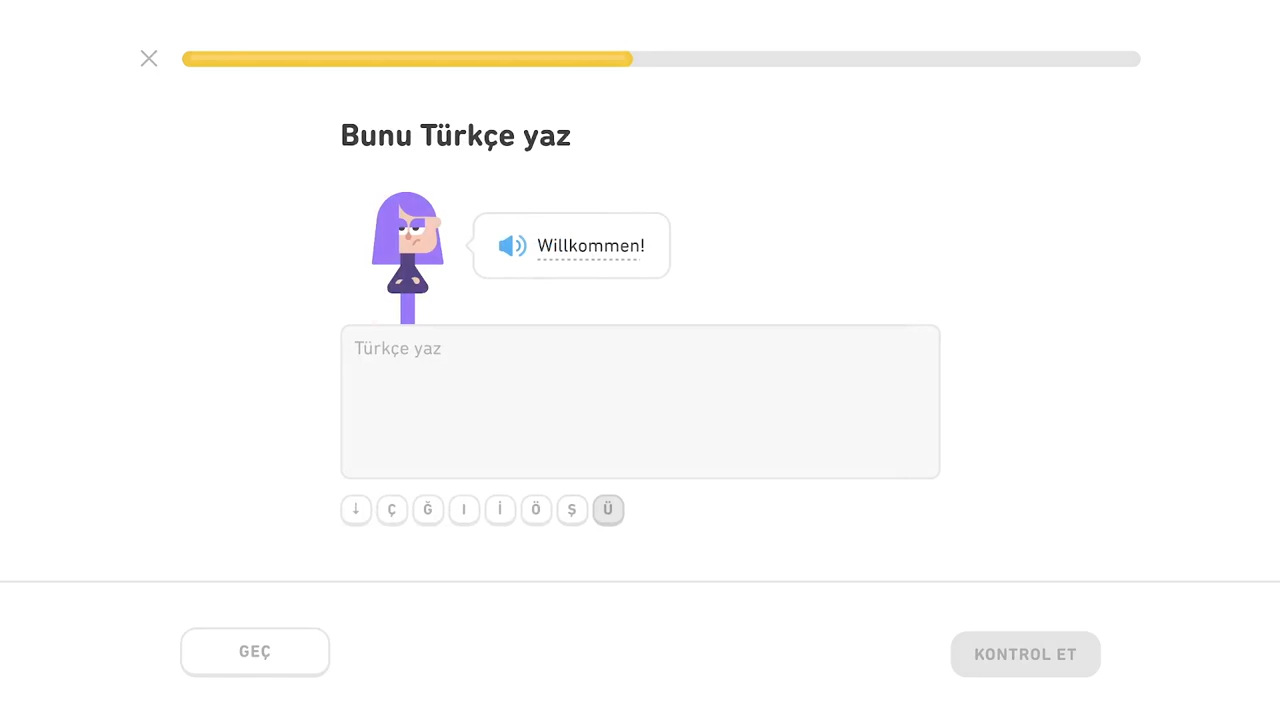 Bunu Türkçe yaz
Willkommen!
Türkçe yaz
↓ Ç Ğ I İ Ö Ş Ü
GEÇ
KONTROL ET